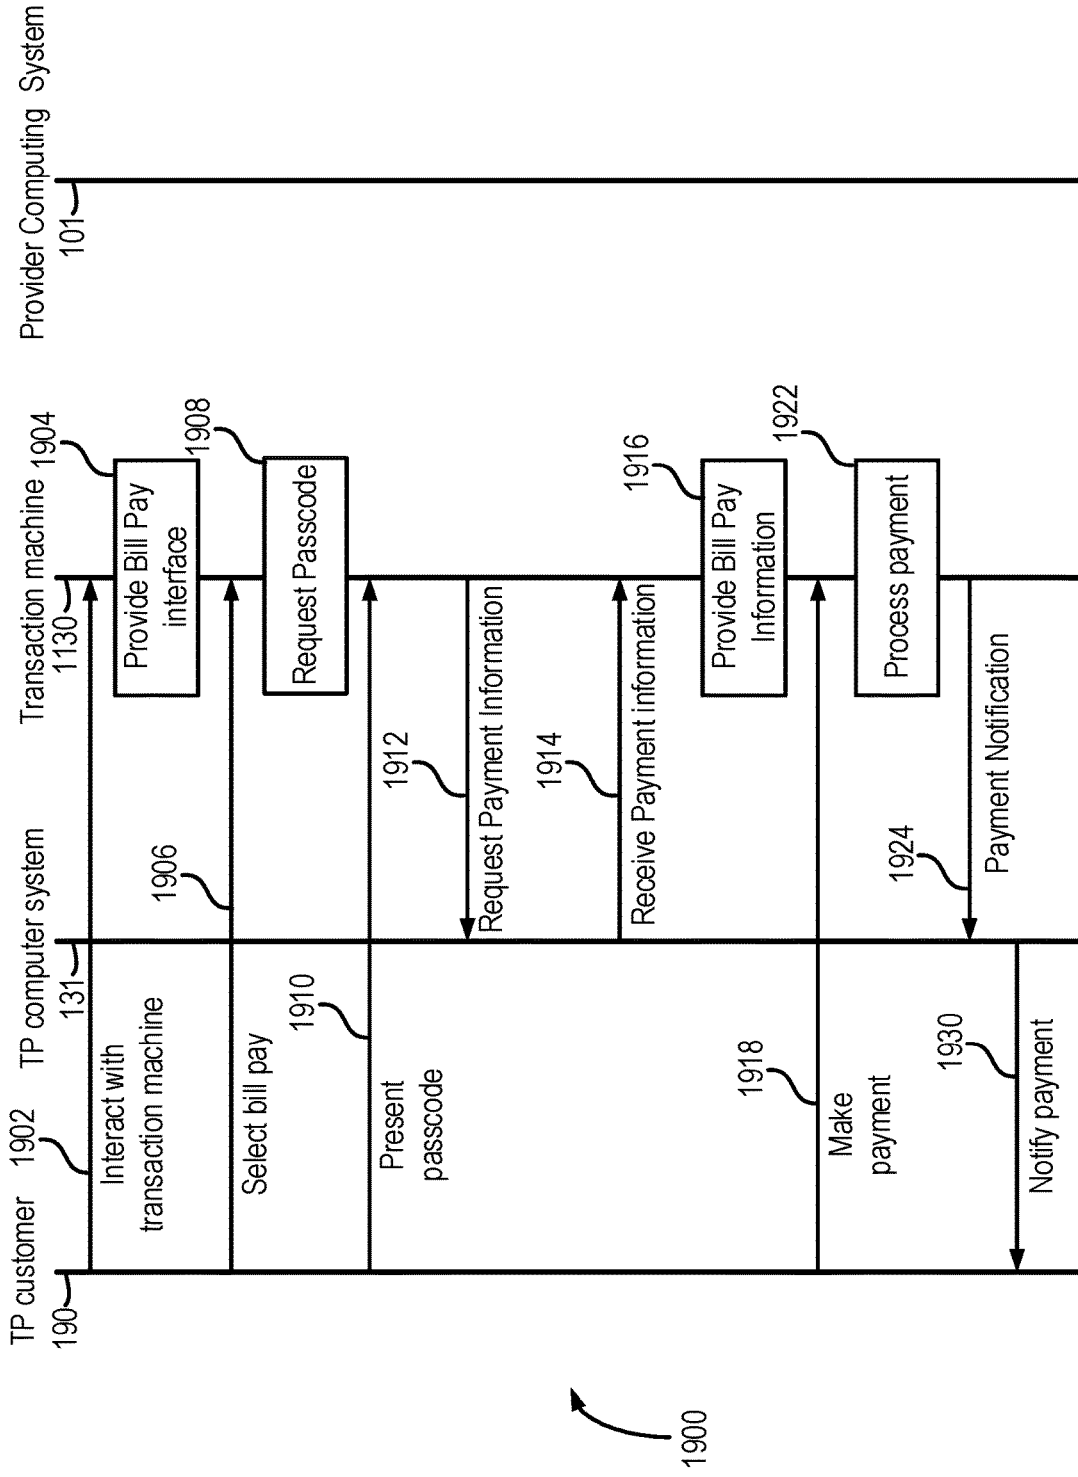 TP customer
190
TP computer system
131
Transaction machine
1130
Provider Computing System
101
1902
Interact with
transaction machine
1904
Provide Bill Pay
interface
1906
Select bill pay
1908
Request Passcode
1910
Present
passcode
1912
Request Payment Information
1914
Receive Payment information
1916
Provide Bill Pay
Information
1918
Make
payment
1922
Process payment
1924
Payment Notification
1930
Notify payment
1900